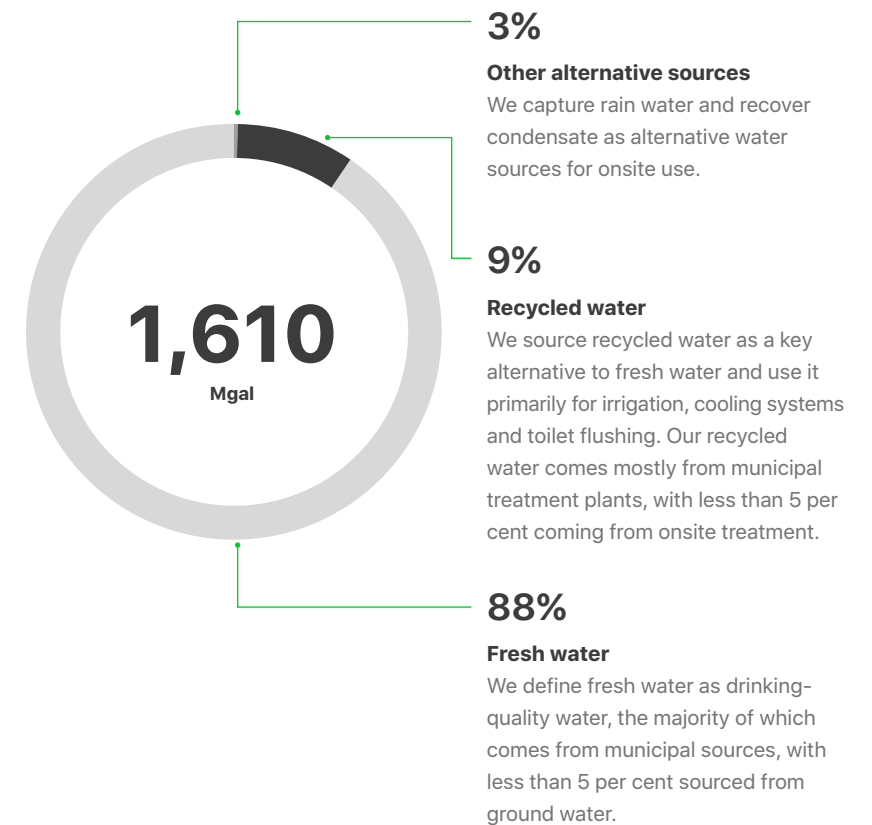 3%
Other alternative sources
We capture rain water and recover
condensate as alternative water
sources for onsite use.
9%
Recycled water
We source recycled water as a key
alternative to fresh water and use it
primarily for irrigation, cooling systems
and toilet flushing. Our recycled
water comes mostly from municipal
treatment plants, with less than 5 per
cent coming from onsite treatment.
1,610
Mgal
88%
Fresh water
We define fresh water as drinking-
quality water, the majority of which
comes from municipal sources, with
less than 5 per cent sourced from
ground water.